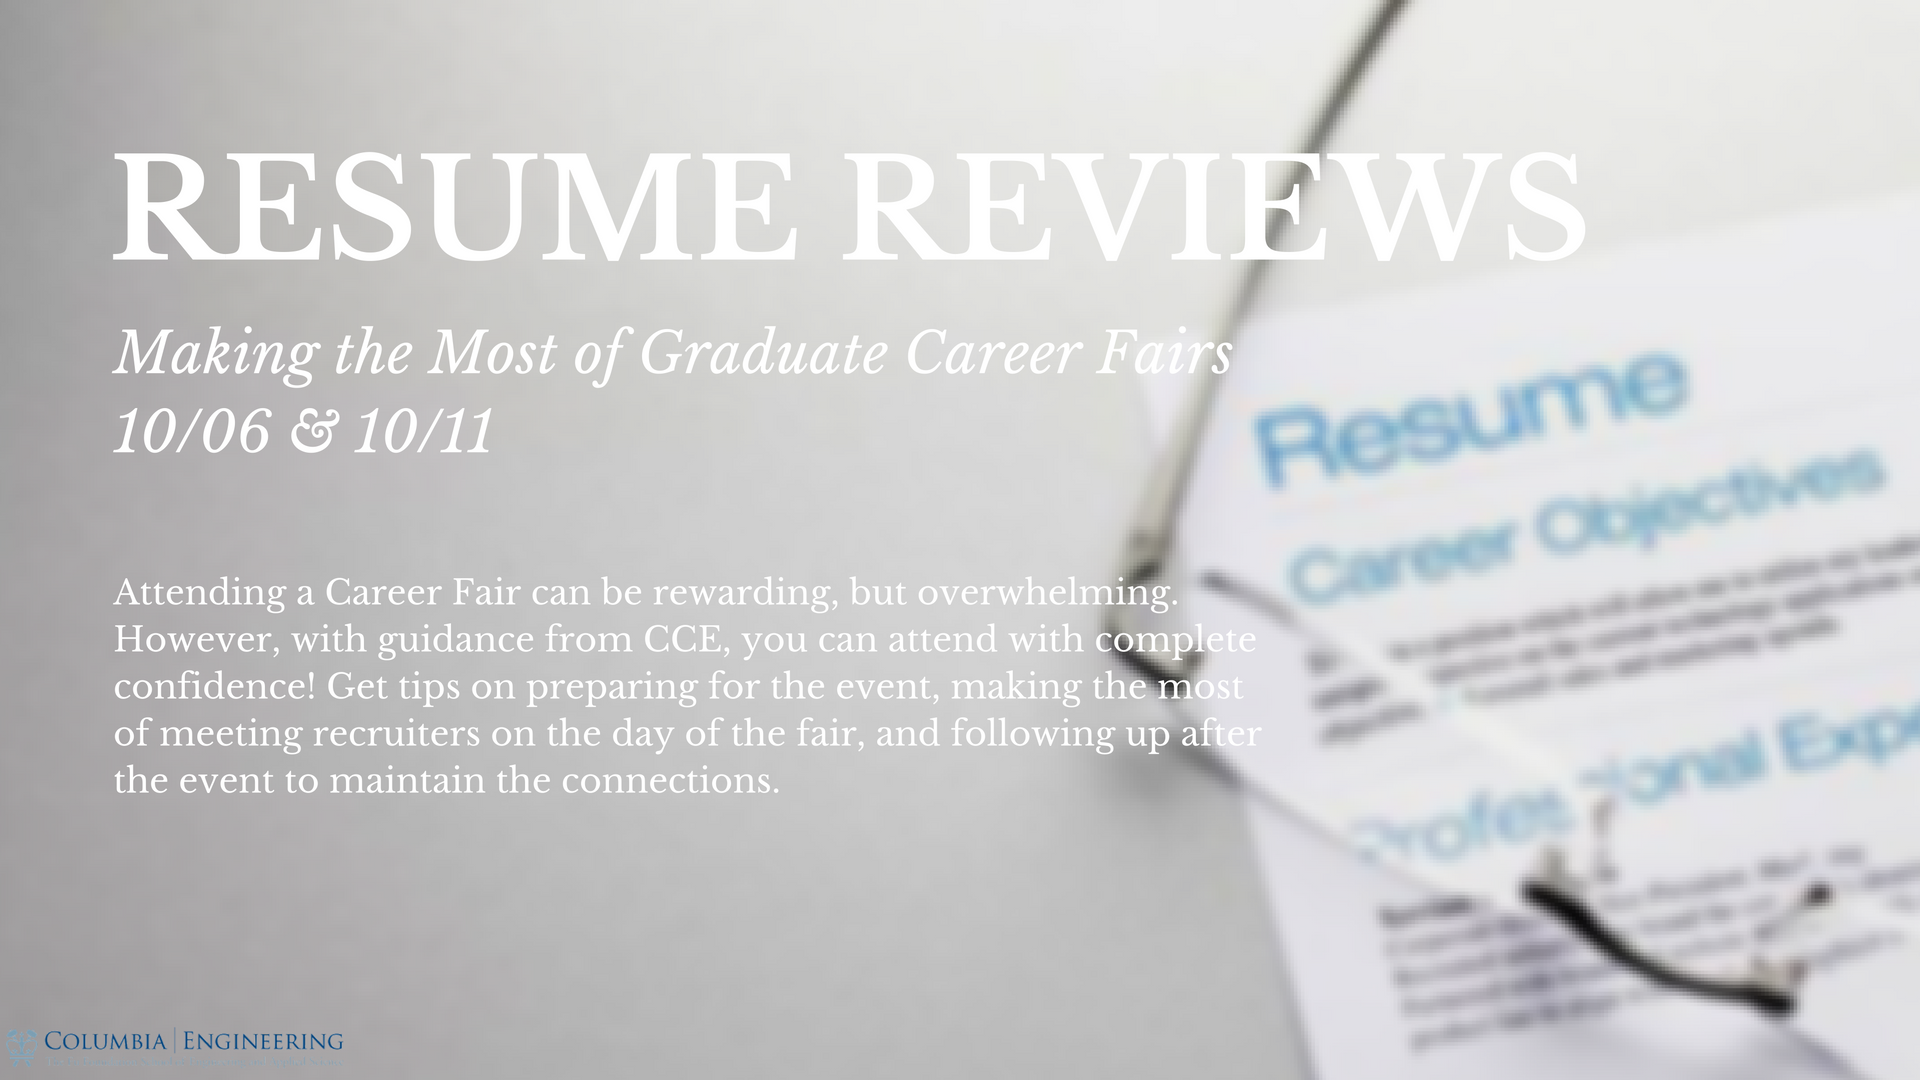 RESUME REVIEWS
Making the Most of Graduate Career Fairs
10/06 & 10/11
Attending a Career Fair can be rewarding, but overwhelming.
However, with guidance from CCE, you can attend with complete
confidence! Get tips on preparing for the event, making the most
of meeting recruiters on the day of the fair, and following up after
the event to maintain the connections.
Resume
Career Objectives
COLUMBIA | ENGINEERING